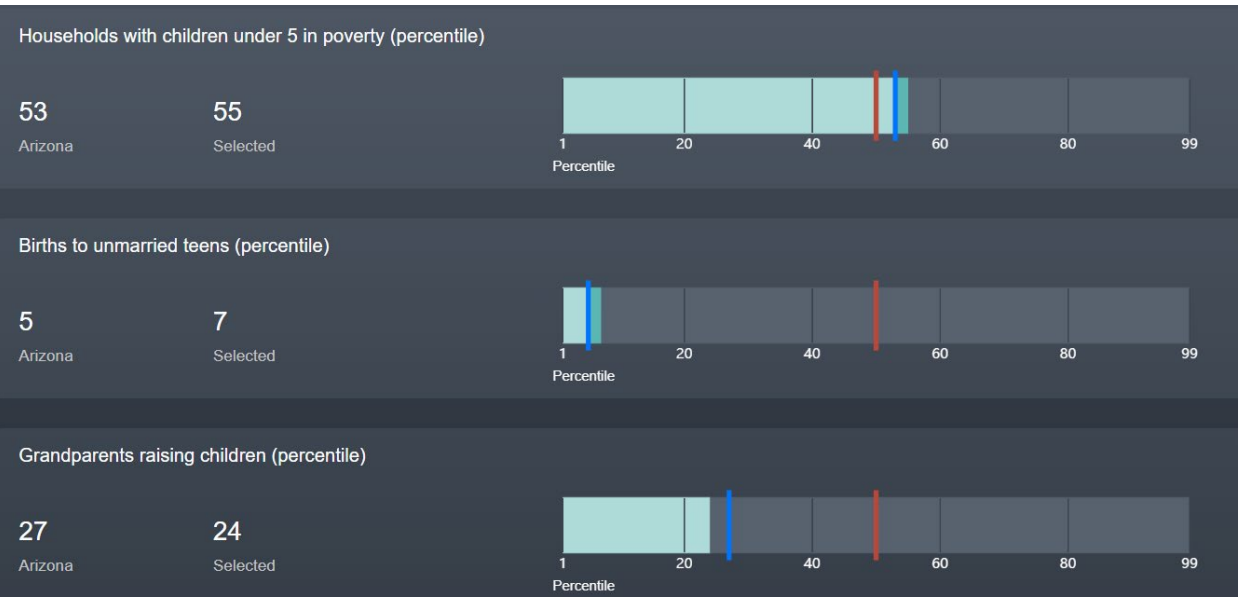 Households with children under 5 in poverty (percentile)
53 55
Arizona Selected
1 20 40 60 80 99
Percentile
Births to unmarried teens (percentile)
5 7
Arizona Selected
1 20 40 60 80 99
Percentile
Grandparents raising children (percentile)
27 24
Arizona Selected
1 20 40 60 80 99
Percentile